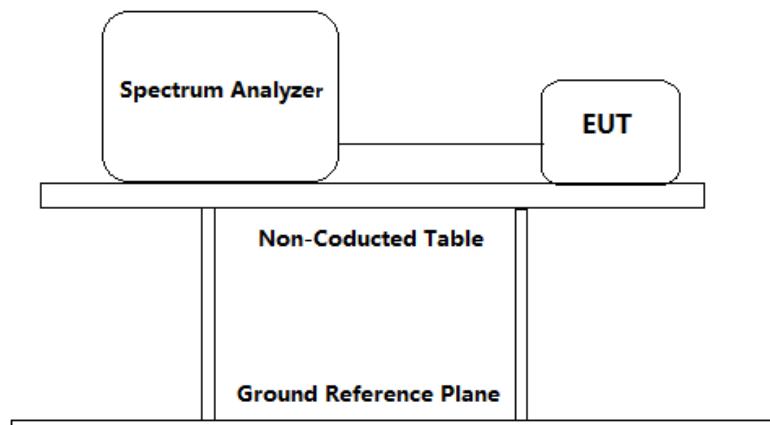 Spectrum Analyzer
EUT
Non-Coducted Table
Ground Reference Plane